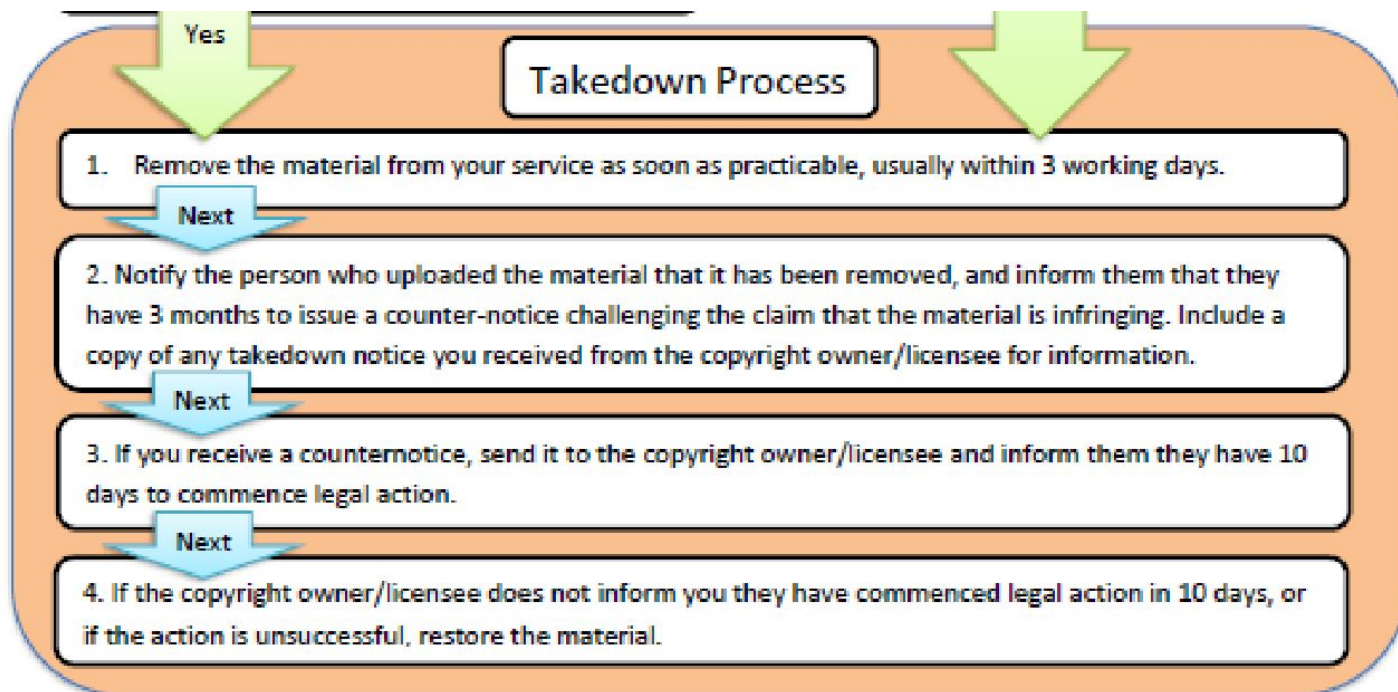 Yes
Takedown Process
1. Remove the material from your service as soon as practicable, usually within 3 working days.
Next
2. Notify the person who uploaded the material that it has been removed, and inform them that they
have 3 months to issue a counter-notice challenging the claim that the material is infringing. Include a
copy of any takedown notice you received from the copyright owner/licensee for information.
Next
3. If you receive a counternotice, send it to the copyright owner/licensee and inform them they have 10
days to commence legal action.
Next
4. If the copyright owner/licensee does not inform you they have commenced legal action in 10 days, or
if the action is unsuccessful, restore the material.